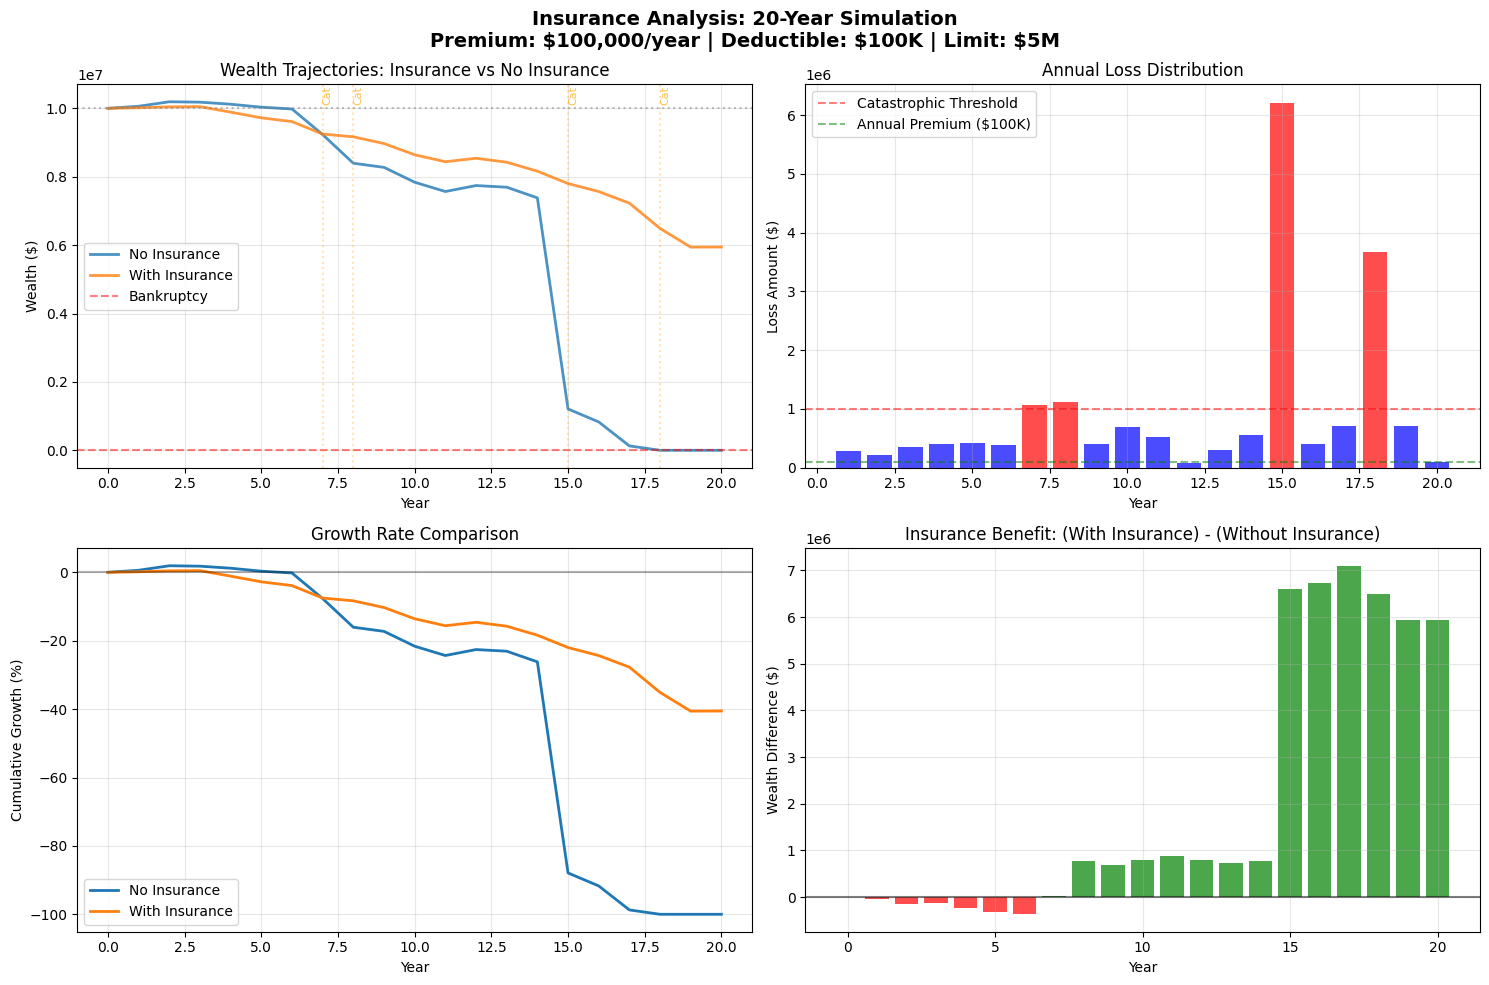 Insurance Analysis: 20-Year Simulation
Premium: $100,000/year | Deductible: $100K | Limit: $5M
Wealth Trajectories: Insurance vs No Insurance
1e7
1.0
0.8
0.6
0.4
0.2
0.0
Wealth ($)
Cat
Cat
Cat
Cat
No Insurance
With Insurance
Bankruptcy
0.0 2.5 5.0 7.5 10.0 12.5 15.0 17.5 20.0
Year
Annual Loss Distribution
1e6
6
5
4
3
2
1
0
Loss Amount ($)
Catastrophic Threshold
Annual Premium ($100K)
0.0 2.5 5.0 7.5 10.0 12.5 15.0 17.5 20.0
Year
Growth Rate Comparison
0
−20
−40
−60
−80
−100
Cumulative Growth (%)
No Insurance
With Insurance
0.0 2.5 5.0 7.5 10.0 12.5 15.0 17.5 20.0
Year
Insurance Benefit: (With Insurance) - (Without Insurance)
1e6
7
6
5
4
3
2
1
0
Wealth Difference ($)
0 5 10 15 20
Year